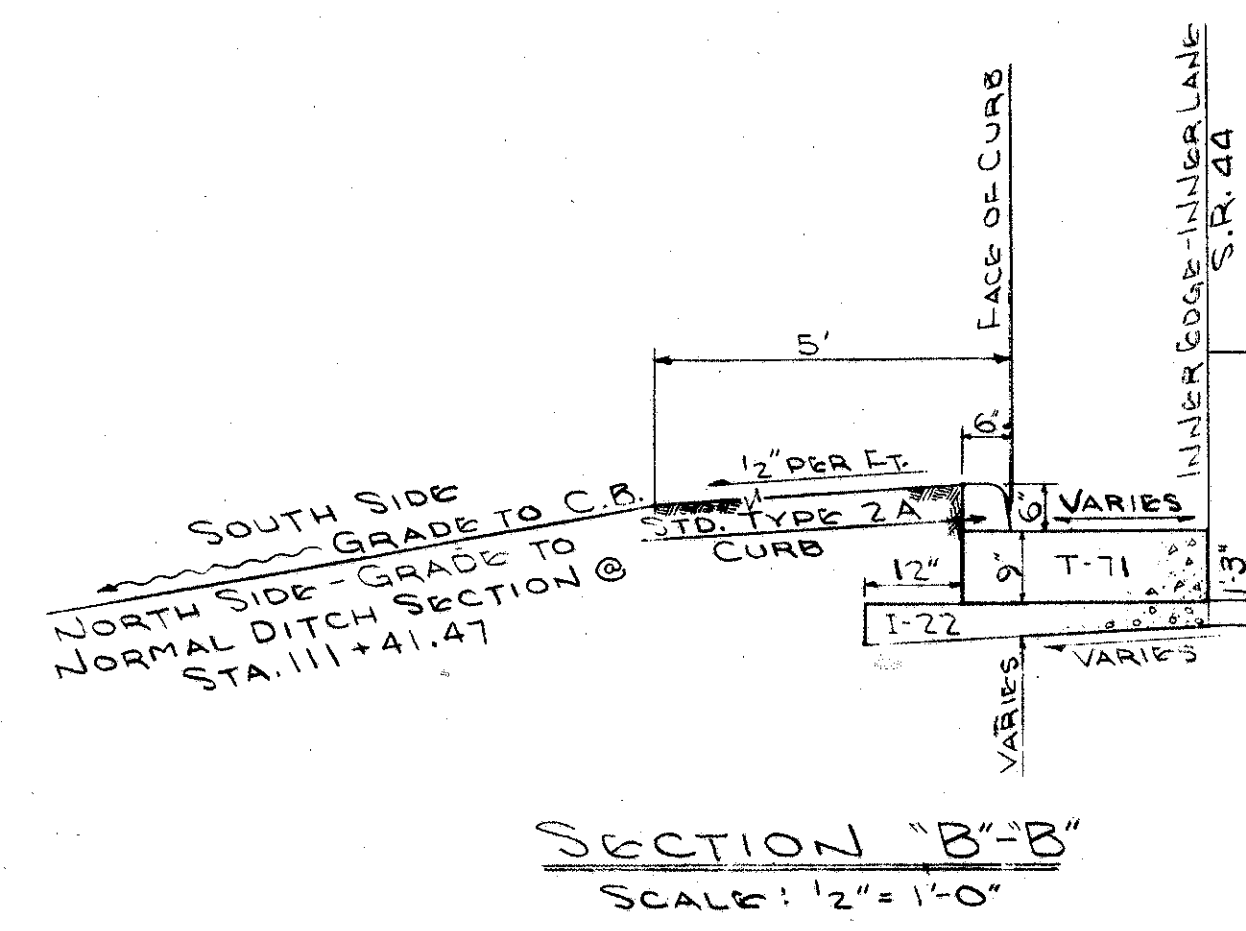 FACE OF CURB
INNER EDGE-INNER LANE
S.R. 44
5'
6"
1/2" PER FT.
SOUTH SIDE
GRADE TO C.B.
NORTH SIDE - GRADE TO
NORMAL DITCH SECTION @
STA. 111+41.47
STD. TYPE 2A
CURB
6"
VARIES
12"
9"
T-71
1'-3"
I-22
VARIES
VARIES
SECTION "B"-"B"
SCALE: 1/2" = 1'-0"